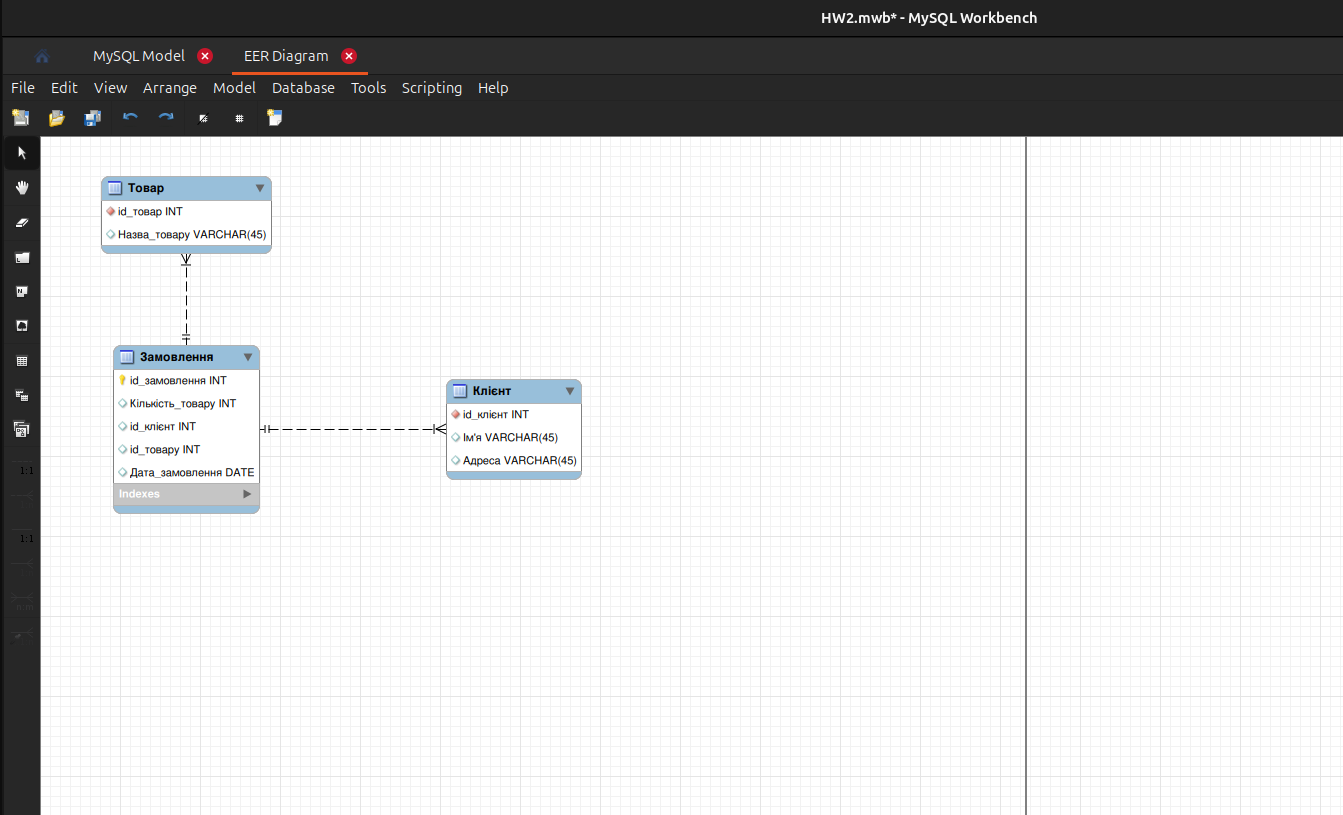 HW2.mwb* - MySQL Workbench
MySQL Model
EER Diagram
File Edit View Arrange Model Database Tools Scripting Help
Товар
id_товар INT
Назва_товару VARCHAR(45)
Замовлення
id_замовлення INT
Кількість_товару INT
id_клієнт INT
id_товару INT
Дата_замовлення DATE
Indexes
Клієнт
id_клієнт INT
Ім'я VARCHAR(45)
Адреса VARCHAR(45)
1:1
1:1